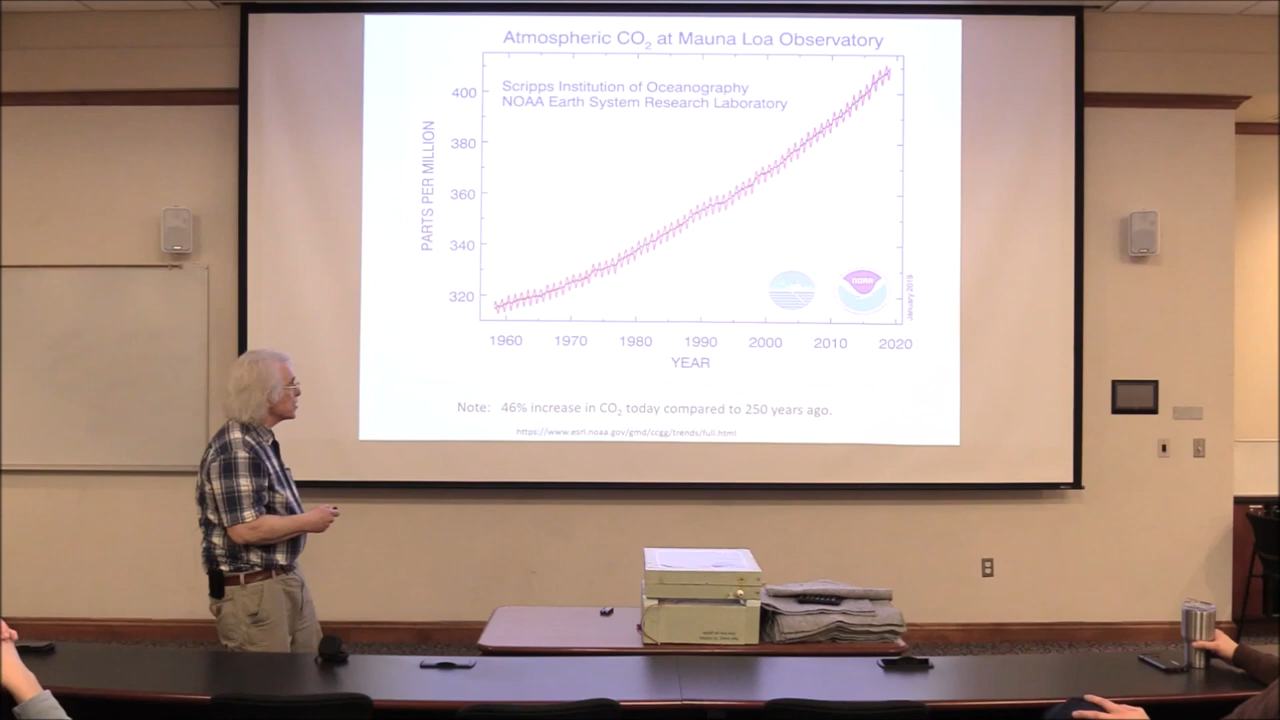 Atmospheric CO₂ at Mauna Loa Observatory
Scripps Institution of Oceanography
NOAA Earth System Research Laboratory
PARTS PER MILLION
400
380
360
340
320
NOAA
January 2019
1960 1970 1980 1990 2000 2010 2020
YEAR
Note: 46% increase in CO₂ today compared to 250 years ago.
https://www.esrl.noaa.gov/gmd/ccgg/trends/full.html